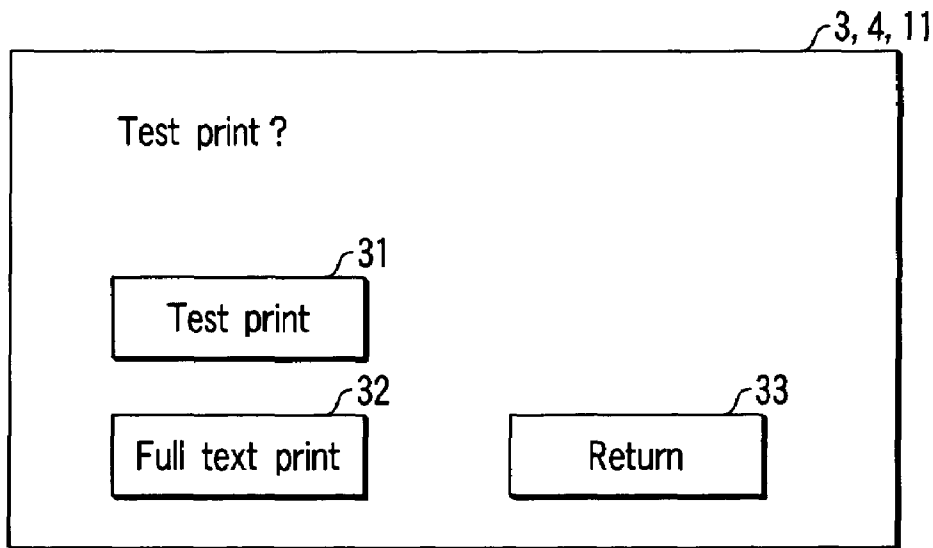 3, 4, 11
Test print ?
31
Test print
32
33
Full text print
Return